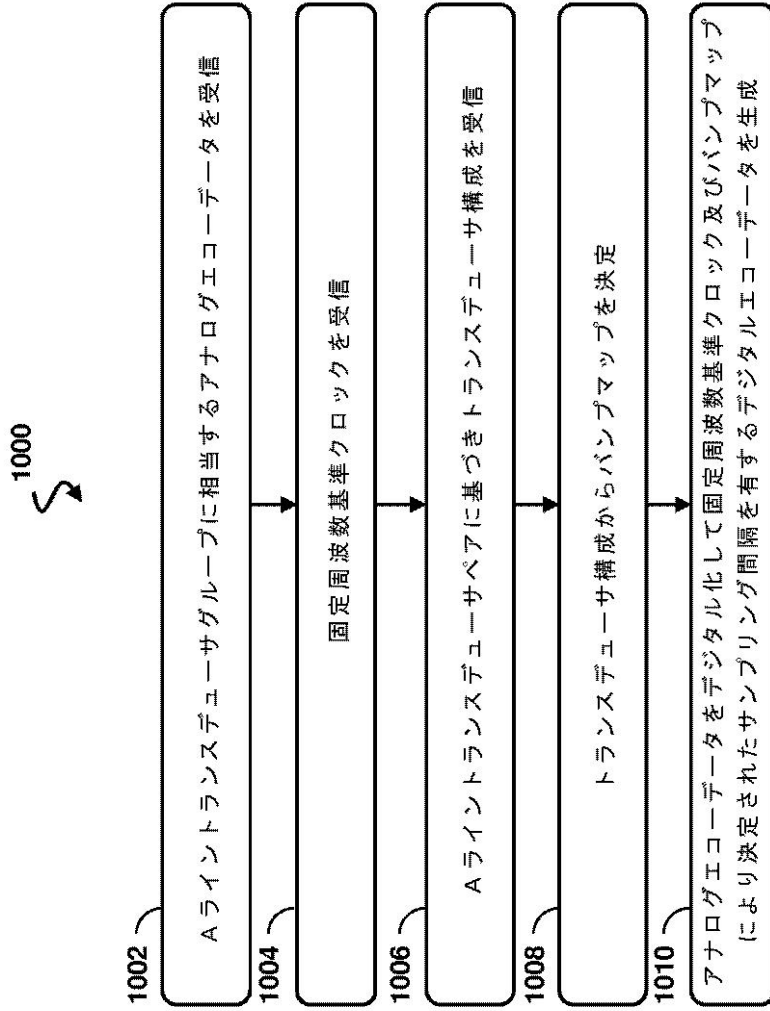 1000
1002
Aライントランスデューサグループに相当するアナログエコーデータを受信
1004
固定周波数基準クロックを受信
1006
Aライントランスデューサペアに基づきトランスデューサ構成を受信
1008
トランスデューサ構成からバンプマップを決定
1010
アナログエコーデータをデジタル化して固定周波数基準クロック及びバンプマップ
により決定されたサンプリング間隔を有するデジタルエコーデータを生成